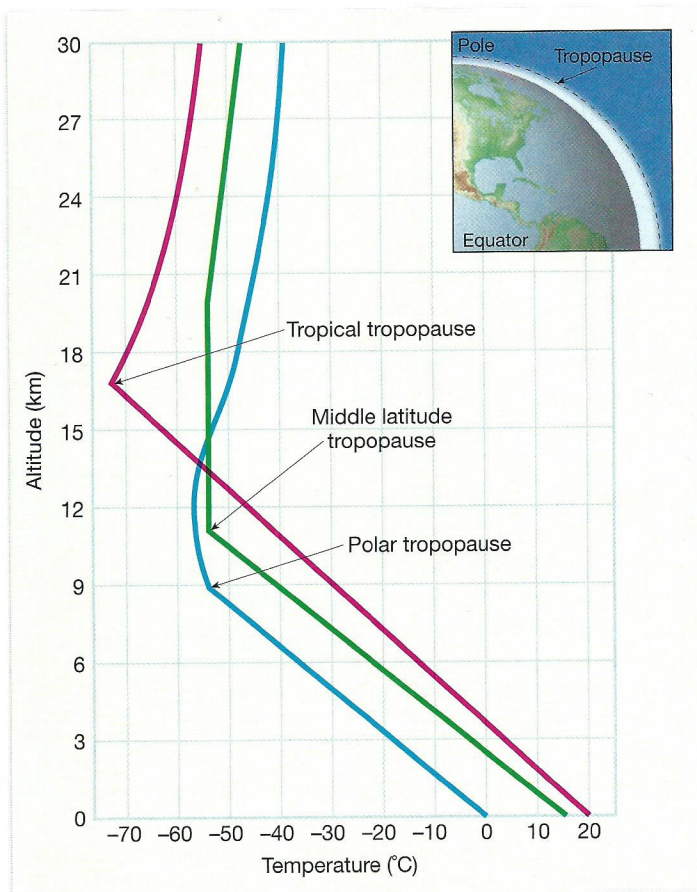 30
27
24
21
18
15
12
9
6
3
0
Altitude (km)
Pole
Tropopause
Equator
Tropical tropopause
Middle latitude
tropopause
Polar tropopause
–70 –60 –50 –40 –30 –20 –10 0 10 20
Temperature (°C)